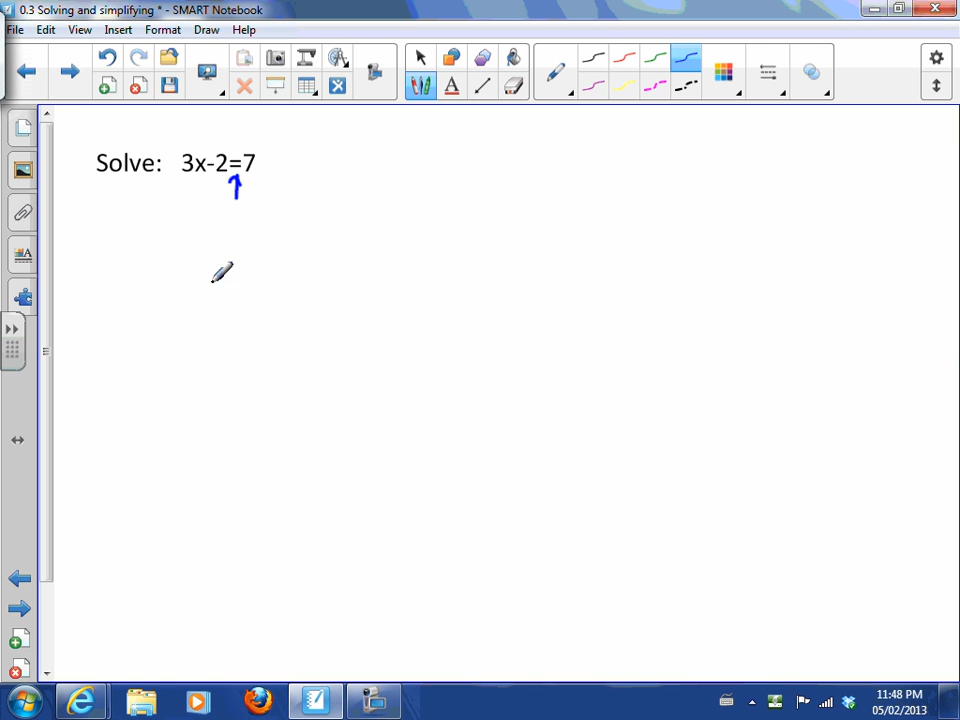 0.3 Solving and simplifying * - SMART Notebook
File Edit View Insert Format Draw Help
Solve: 3x-2=7
11:48 PM
05/02/2013